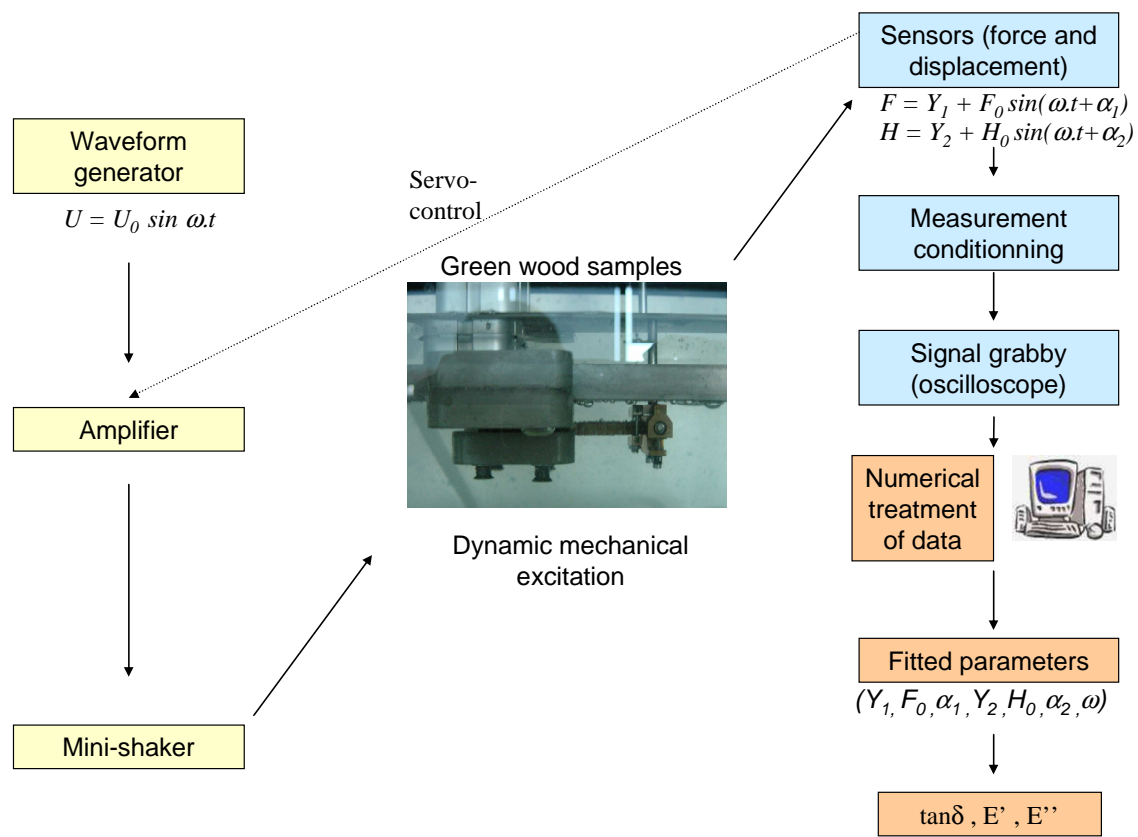 Waveform
generator
U = U₀ sin ω.t
Amplifier
Mini-shaker
Servo-
control
Green wood samples
Dynamic mechanical
excitation
Sensors (force and
displacement)
F = Y₁ + F₀ sin(ω.t+α₁)
H = Y₂ + H₀ sin(ω.t+α₂)
Measurement
conditionning
Signal grabby
(oscilloscope)
Numerical
treatment
of data
Fitted parameters
(Y₁, F₀,α₁,Y₂,H₀,α₂,ω)
tanδ , E’ , E’’